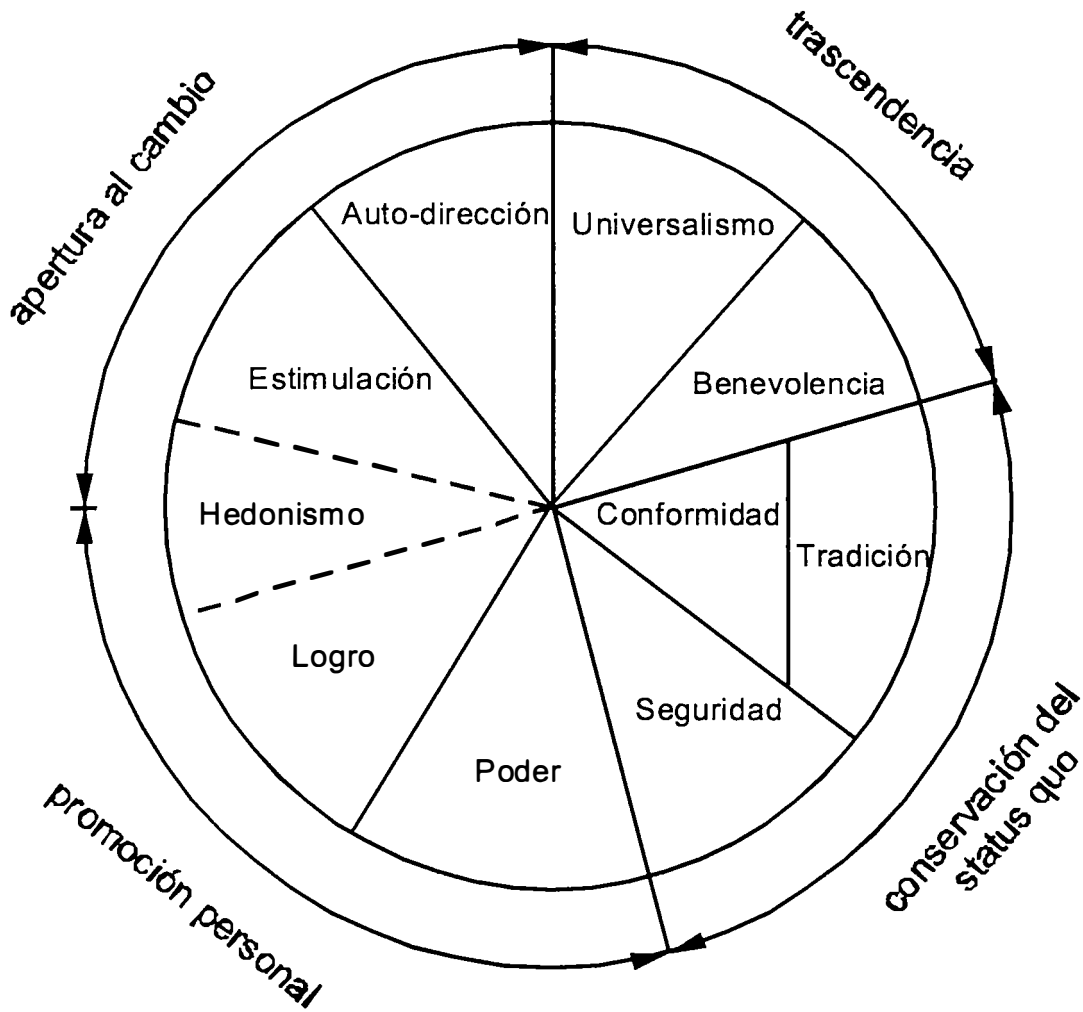 trascendencia
apertura al cambio
Auto-dirección
Universalismo
Estimulación
Benevolencia
Hedonismo
Conformidad
Tradición
Logro
Seguridad
Poder
conservación del
status quo
promoción personal